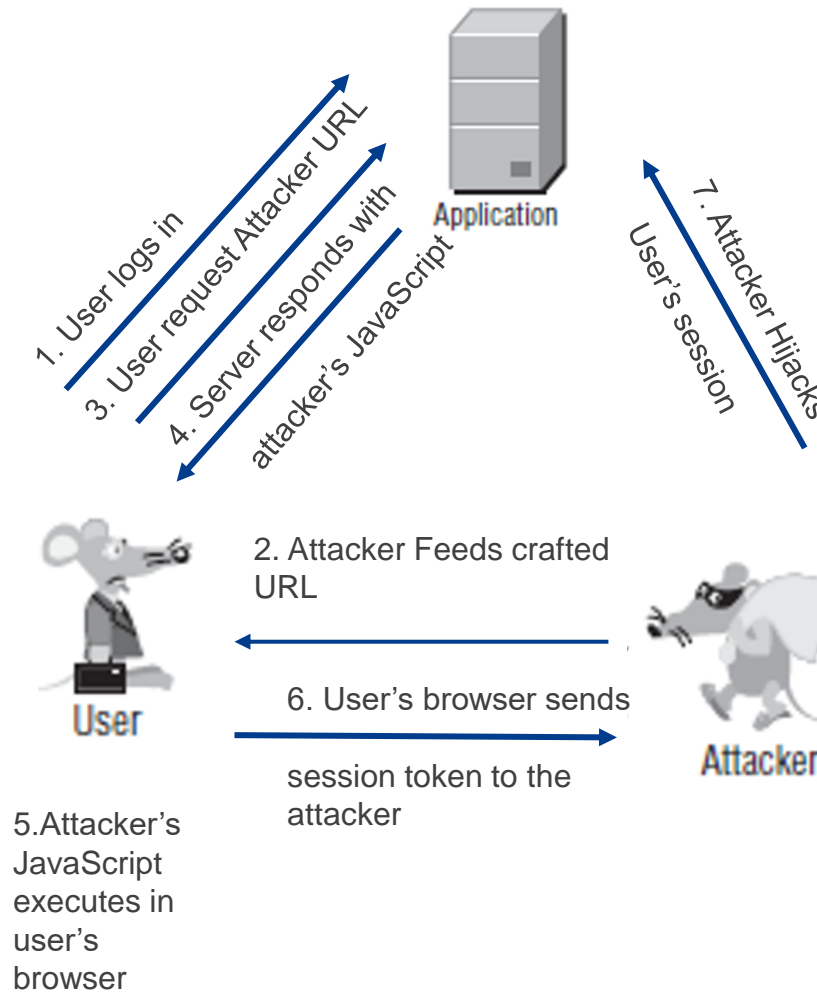 Application
1. User logs in
3. User request Attacker URL
4. Server responds with
attacker's JavaScript
7. Attacker Hijacks
User's session
2. Attacker Feeds crafted
URL
6. User's browser sends
session token to the
attacker
User
Attacker
5.Attacker's
JavaScript
executes in
user's
browser